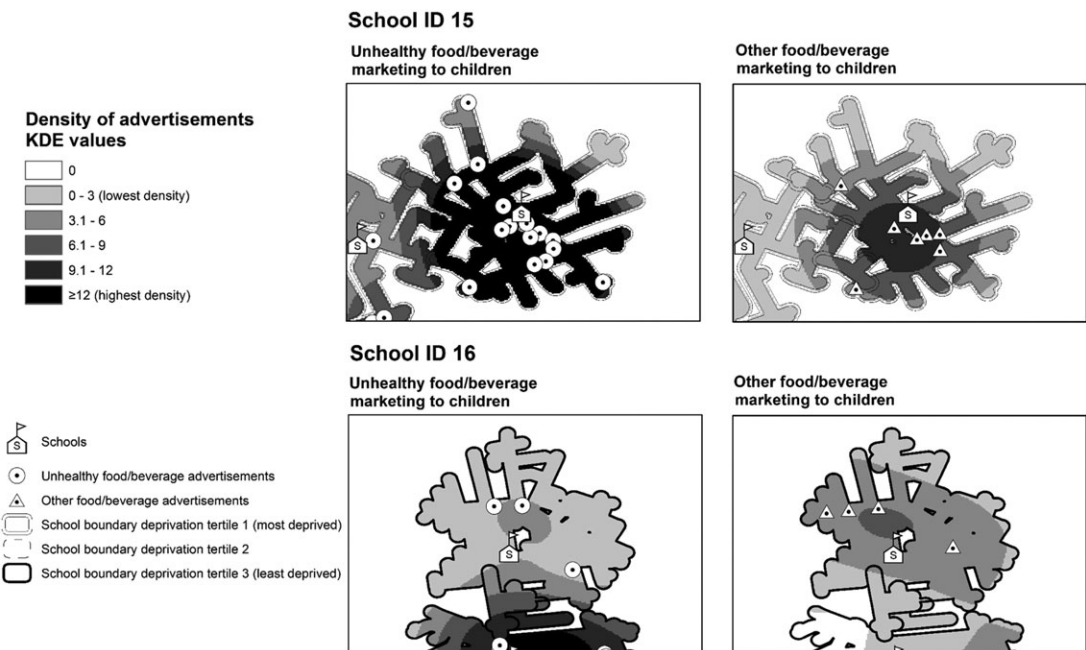 School ID 15
Unhealthy food/beverage
marketing to children
Other food/beverage
marketing to children
Density of advertisements
KDE values
0
0 - 3 (lowest density)
3.1 - 6
6.1 - 9
9.1 - 12
≥12 (highest density)
S
S
S
S
School ID 16
Unhealthy food/beverage
marketing to children
Other food/beverage
marketing to children
S
Schools
Unhealthy food/beverage advertisements
Other food/beverage advertisements
School boundary deprivation tertile 1 (most deprived)
School boundary deprivation tertile 2
School boundary deprivation tertile 3 (least deprived)
S
S